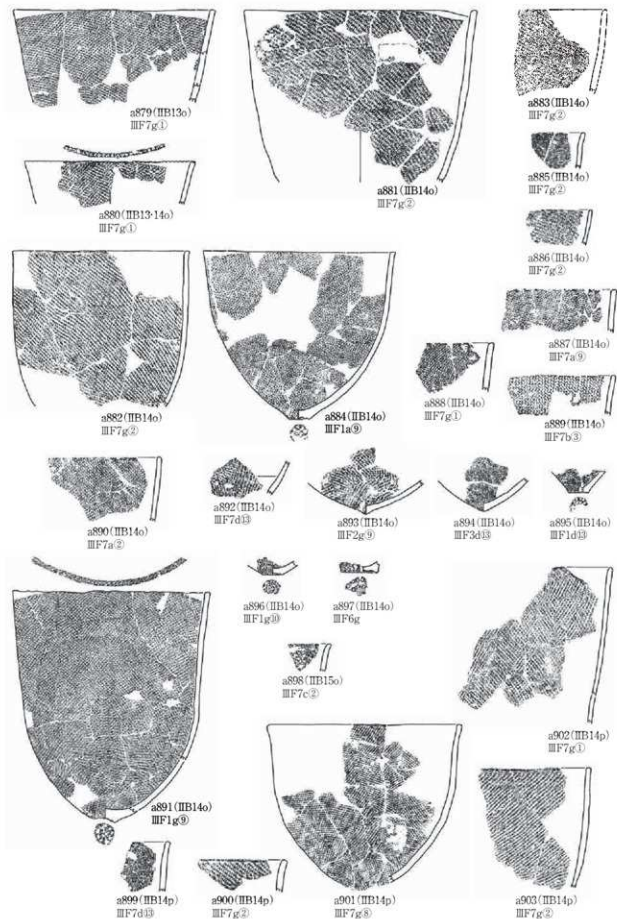 a879(ⅡB13o)
ⅢF7g①
a880(ⅡB13·14o)
ⅢF7g①
a881(ⅡB14o)
ⅢF7g②
a883(ⅡB14o)
ⅢF7g②
a885(ⅡB14o)
ⅢF7g②
a886(ⅡB14o)
ⅢF7g②
a882(ⅡB14o)
ⅢF7g②
a884(ⅡB14o)
ⅢF1a⑨
a887(ⅡB14o)
ⅢF7a⑨
a888(ⅡB14o)
ⅢF7g①
a889(ⅡB14o)
ⅢF7b③
a890(ⅡB14o)
ⅢF7a②
a892(ⅡB14o)
ⅢF7d⑬
a893(ⅡB14o)
ⅢF2g⑨
a894(ⅡB14o)
ⅢF3d⑬
a895(ⅡB14o)
ⅢF1d⑬
a896(ⅡB14o)
ⅢF1g⑩
a897(ⅡB14o)
ⅢF6g
a898(ⅡB15o)
ⅢF7c②
a891(ⅡB14o)
ⅢF1g⑨
a902(ⅡB14p)
ⅢF7g①
a899(ⅡB14p)
ⅢF7d⑬
a900(ⅡB14p)
ⅢF7g②
a901(ⅡB14p)
ⅢF7g⑧
a903(ⅡB14p)
ⅢF7g②